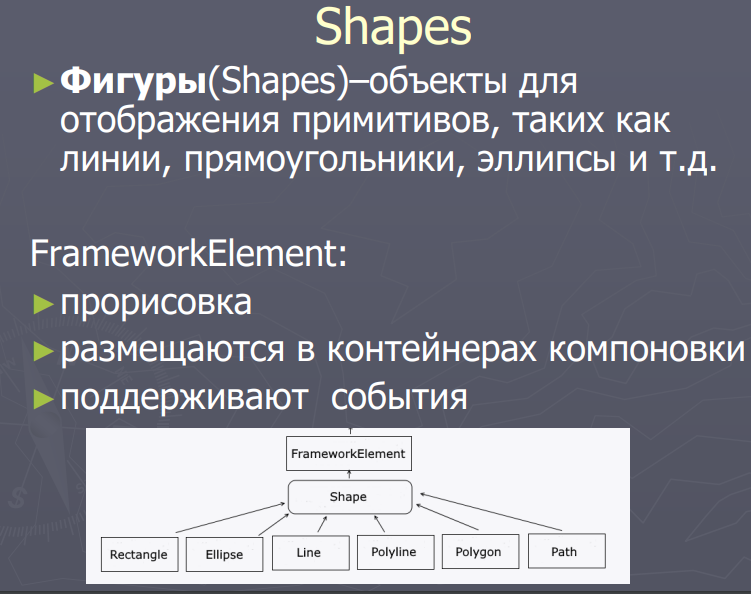 Shapes
► Фигуры(Shapes)–объекты для
отображения примитивов, таких как
линии, прямоугольники, эллипсы и т.д.
FrameworkElement:
► прорисовка
► размещаются в контейнерах компоновки
► поддерживают события
FrameworkElement
Shape
Rectangle
Ellipse
Line
Polyline
Polygon
Path